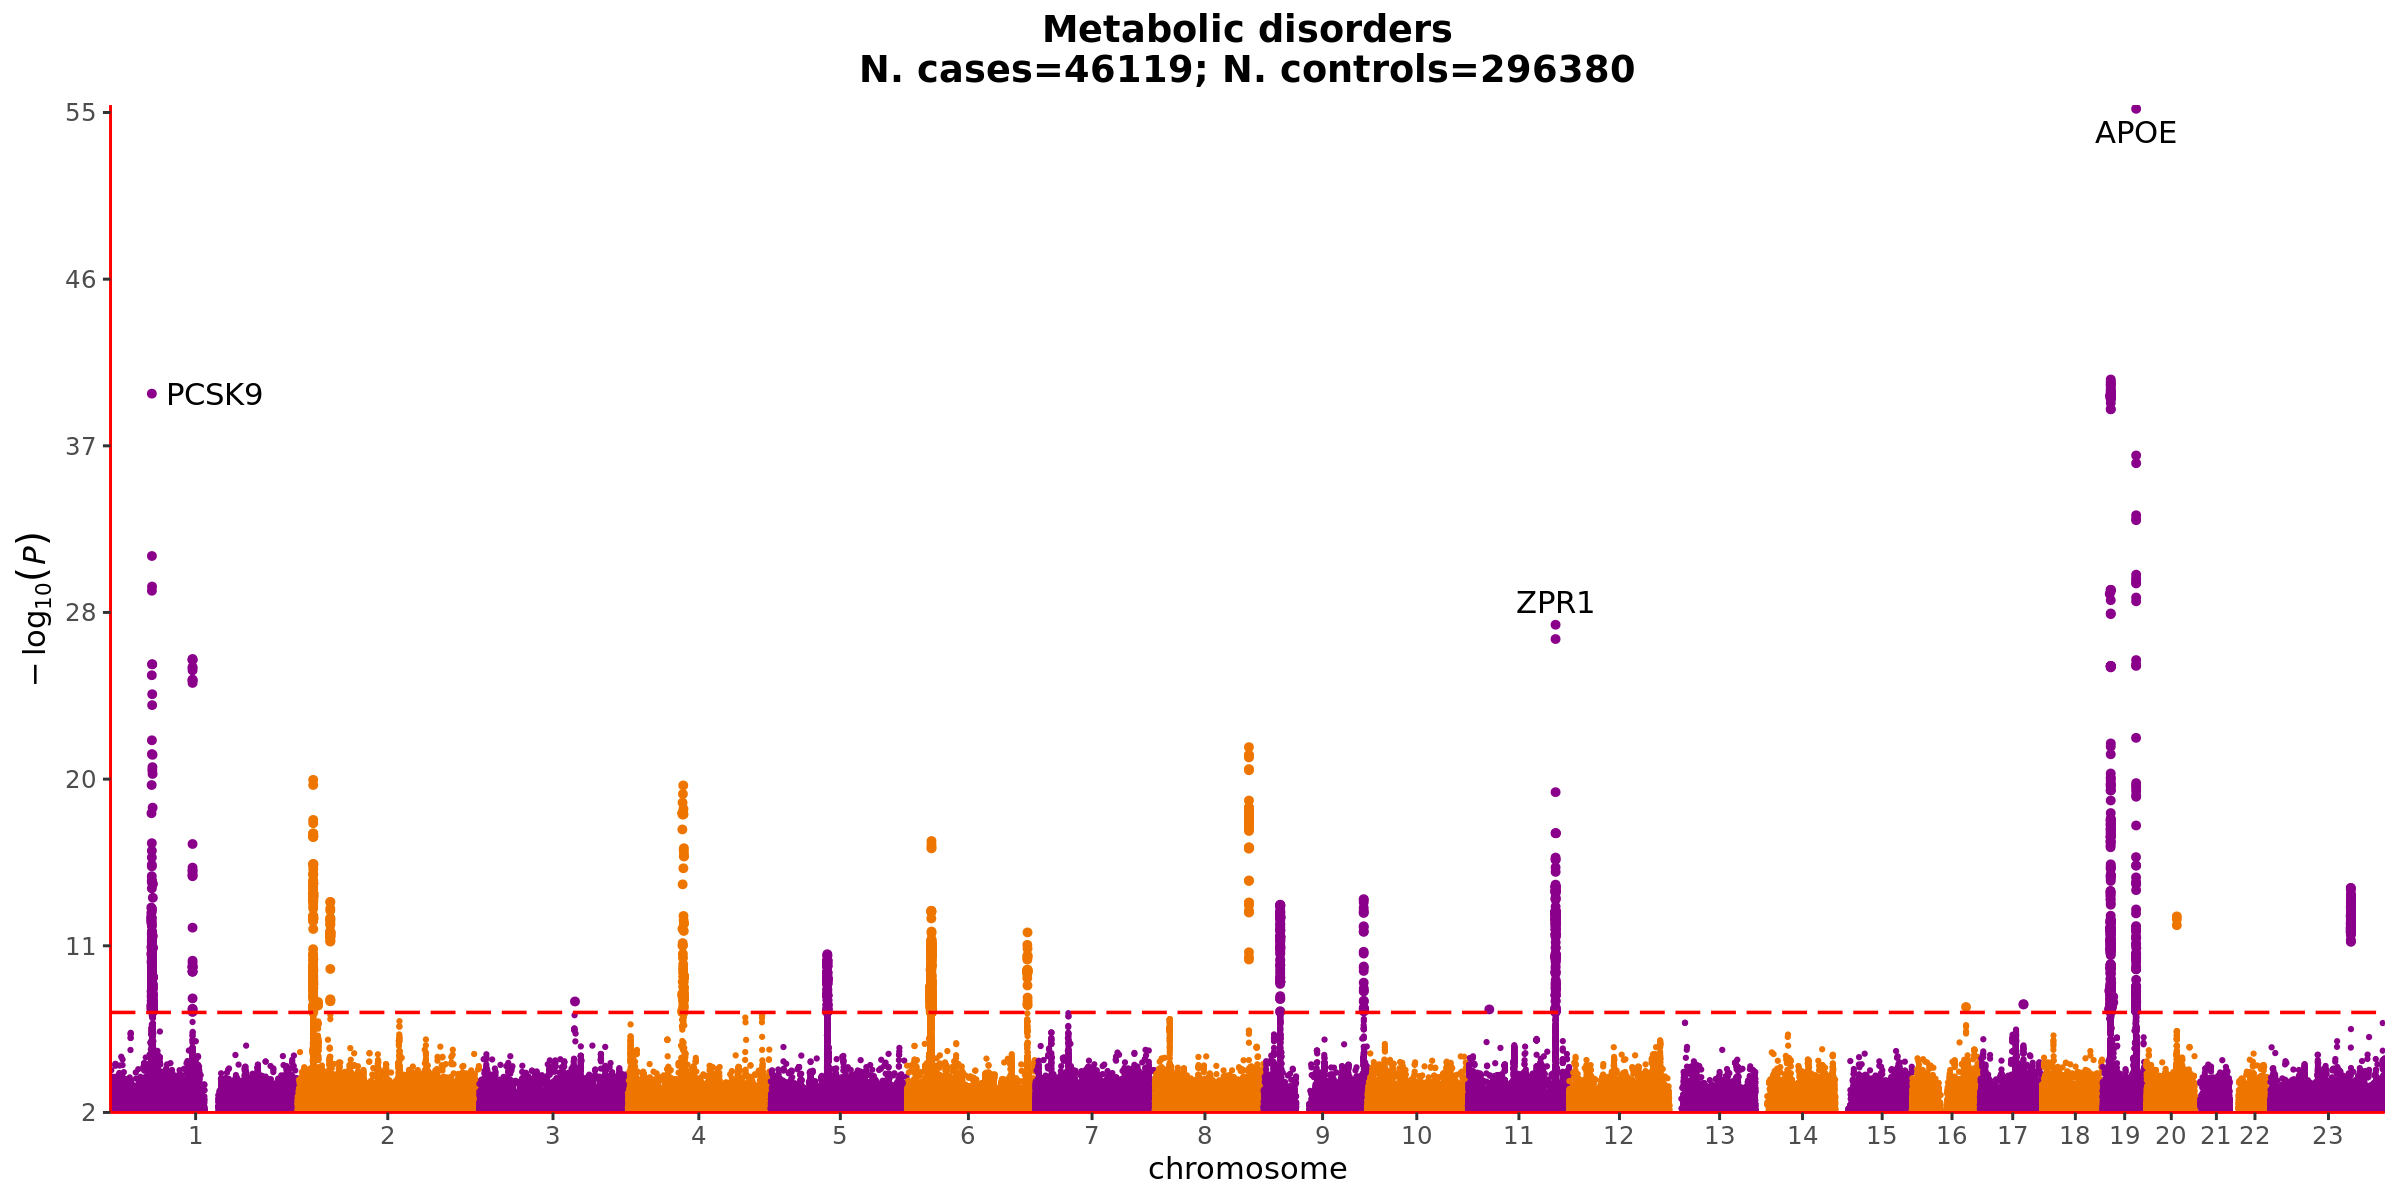 Metabolic disorders
N. cases=46119; N. controls=296380
55
APOE
46
PCSK9
37
− log10(P)
28
ZPR1
20
11
2
1 2 3 4 5 6 7 8 9 10 11 12 13 14 15 16 17 18 19 20 21 22 23
chromosome